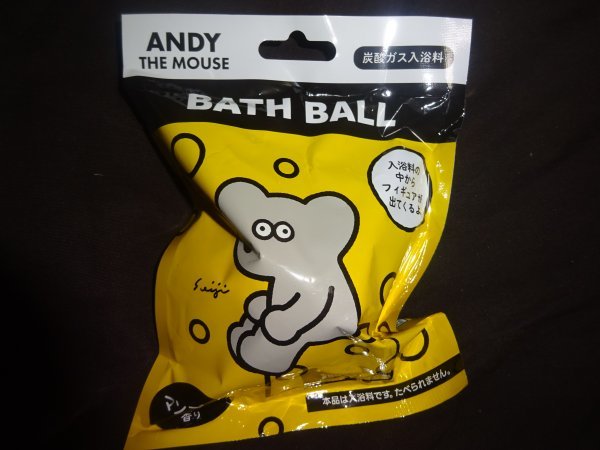 ANDY
THE MOUSE
炭酸ガス入浴料
BATH BALL
入浴料の
中から
フィギュアが
出てくるよ
Seiji
香り
本品は入浴料です。たべられません。